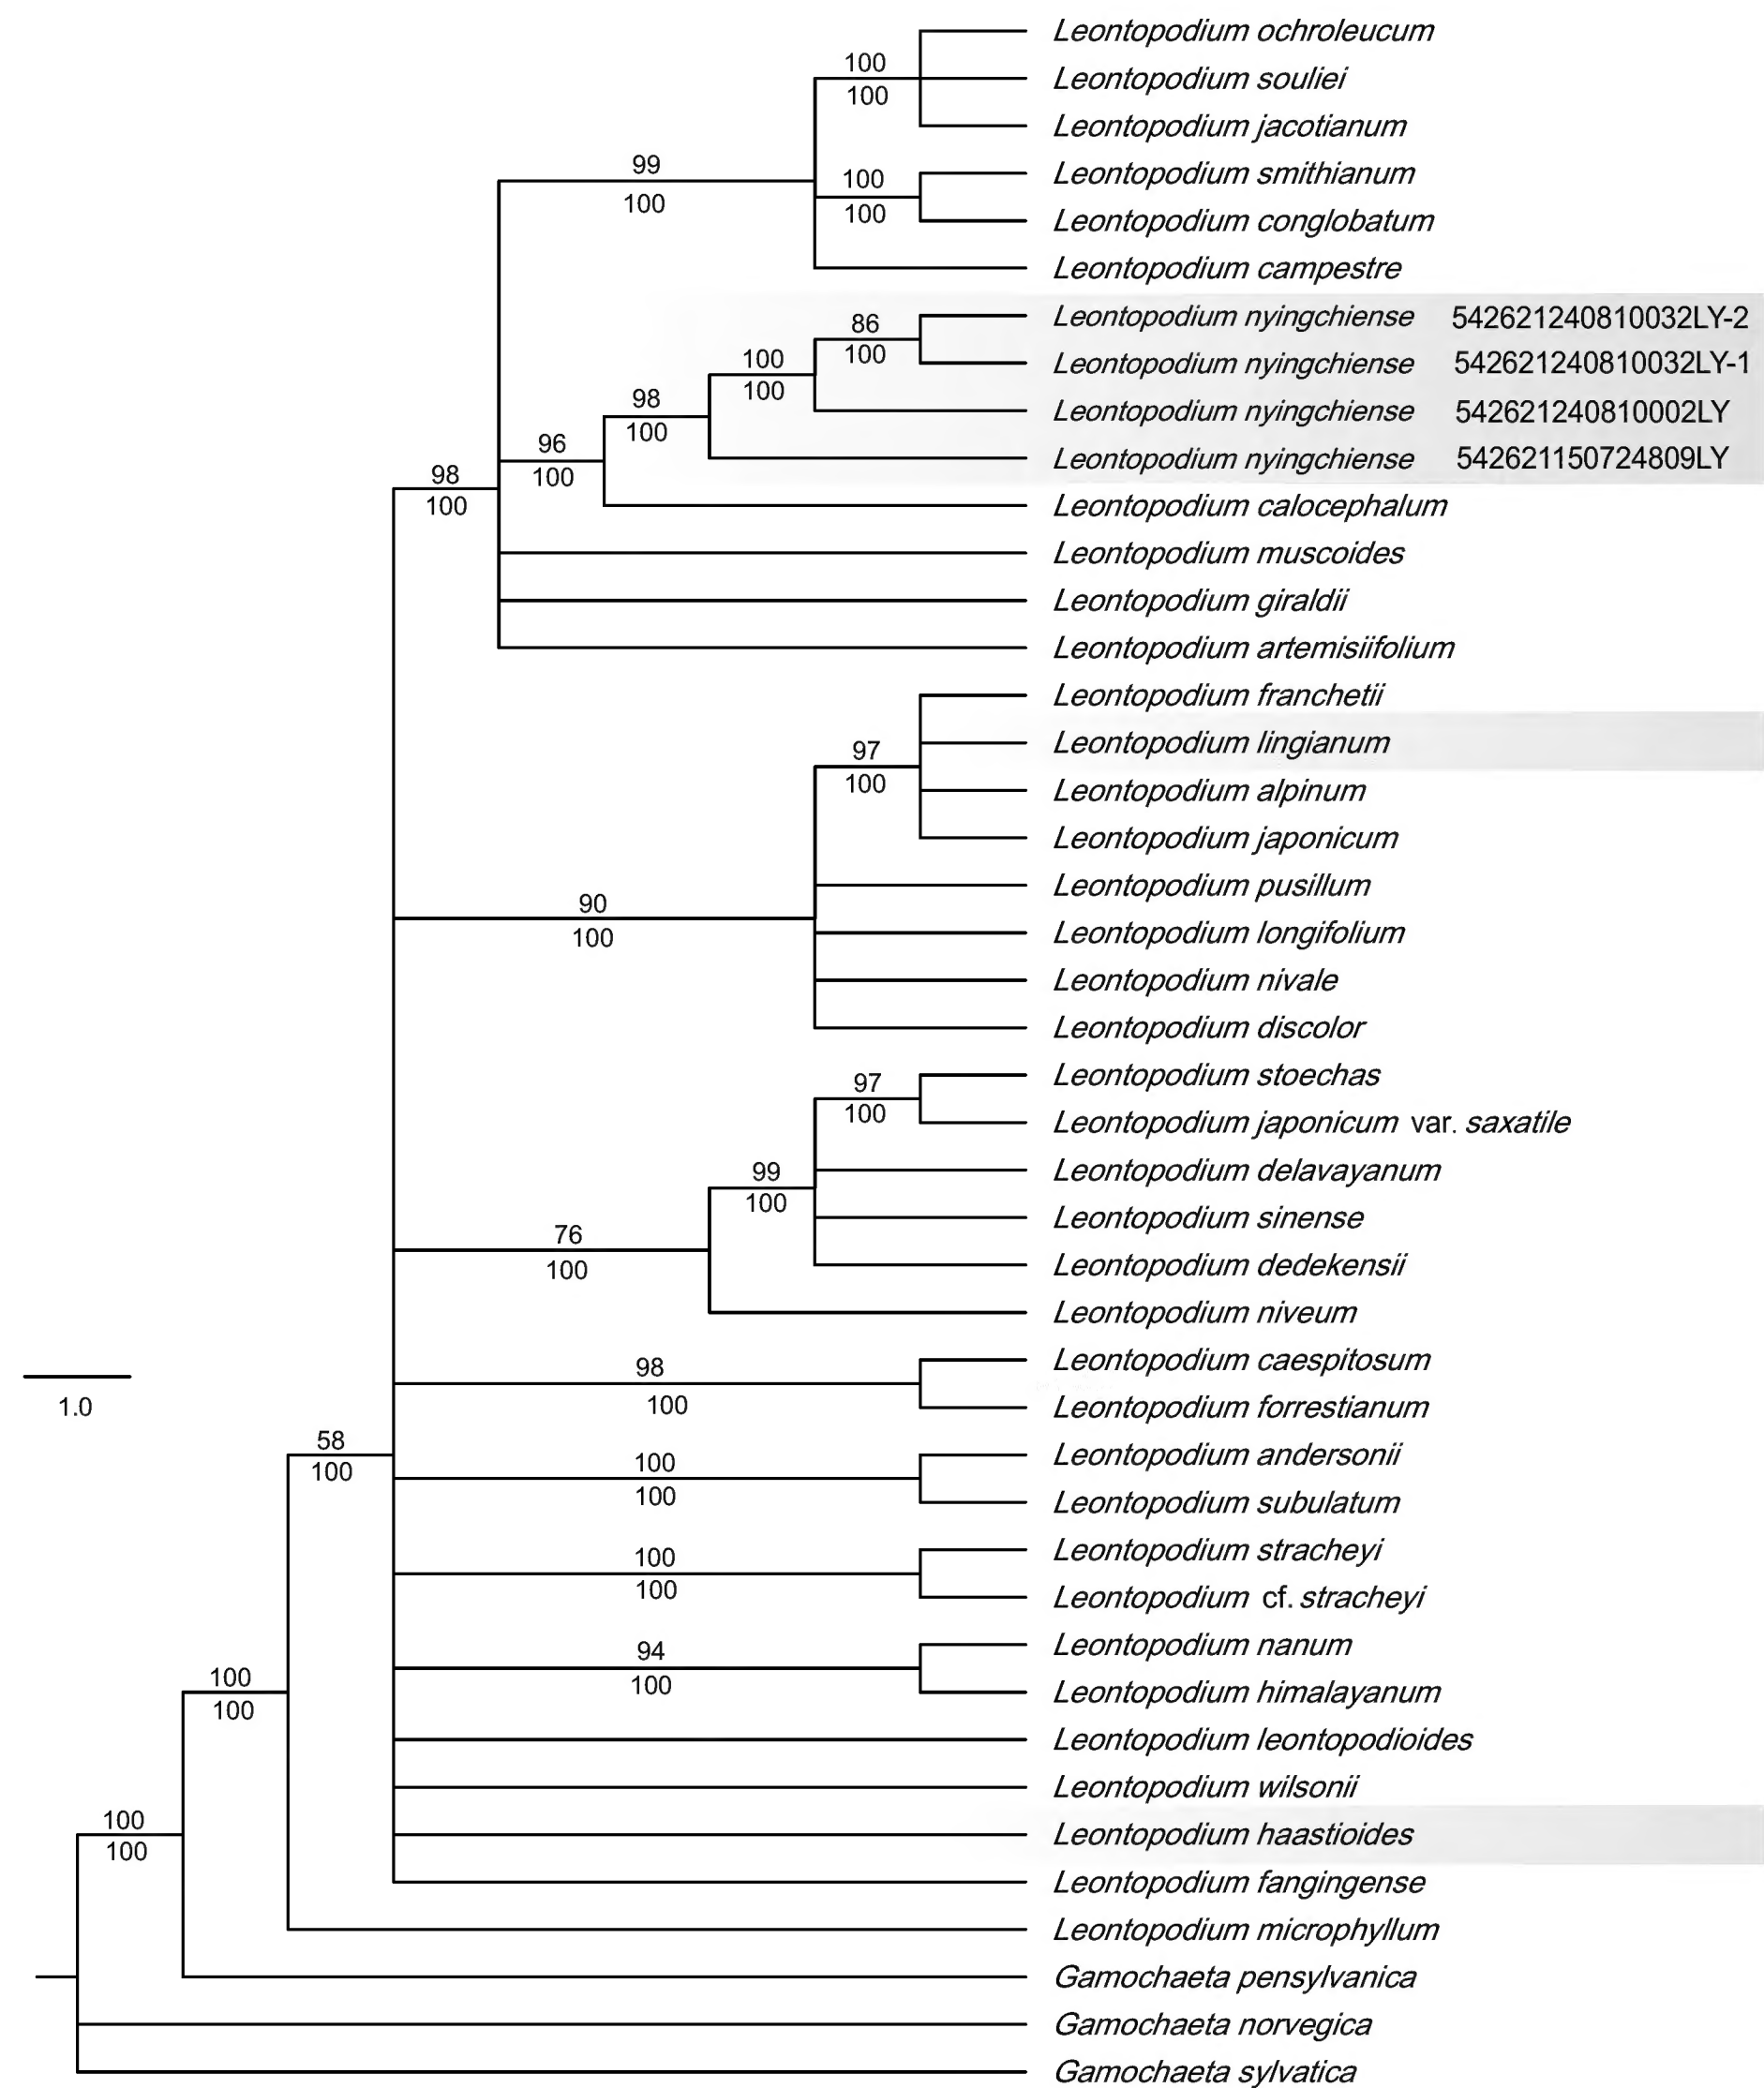 Leontopodium ochroleucum
100
Leontopodium souliei
100
Leontopodium jacotianum
99
Leontopodium smithianum
100
100
100
Leontopodium conglobatum
Leontopodium campestre
Leontopodium nyingchiense 542621240810032LY-2
86
100
Leontopodium nyingchiense 542621240810032LY-1
100
100
98
Leontopodium nyingchiense 542621240810002LY
100
96
Leontopodium nyingchiense 542621150724809LY
100
98
100
Leontopodium calocephalum
Leontopodium muscoides
Leontopodium giraldii
Leontopodium artemisiifolium
Leontopodium franchetii
Leontopodium lingianum
97
100
Leontopodium alpinum
Leontopodium japonicum
Leontopodium pusillum
90
100
Leontopodium longifolium
Leontopodium nivale
Leontopodium discolor
Leontopodium stoechas
97
100
Leontopodium japonicum var. saxatile
Leontopodium delavayanum
99
100
Leontopodium sinense
76
100
Leontopodium dedekensii
Leontopodium niveum
Leontopodium caespitosum
98
100
Leontopodium forrestianum
1.0
58
100
Leontopodium andersonii
100
100
Leontopodium subulatum
Leontopodium stracheyi
100
100
Leontopodium cf. stracheyi
Leontopodium nanum
94
100
Leontopodium himalayanum
100
100
Leontopodium leontopodioides
Leontopodium wilsonii
100
100
Leontopodium haastioides
Leontopodium fangingense
Leontopodium microphyllum
Gamochaeta pensylvanica
Gamochaeta norvegica
Gamochaeta sylvatica